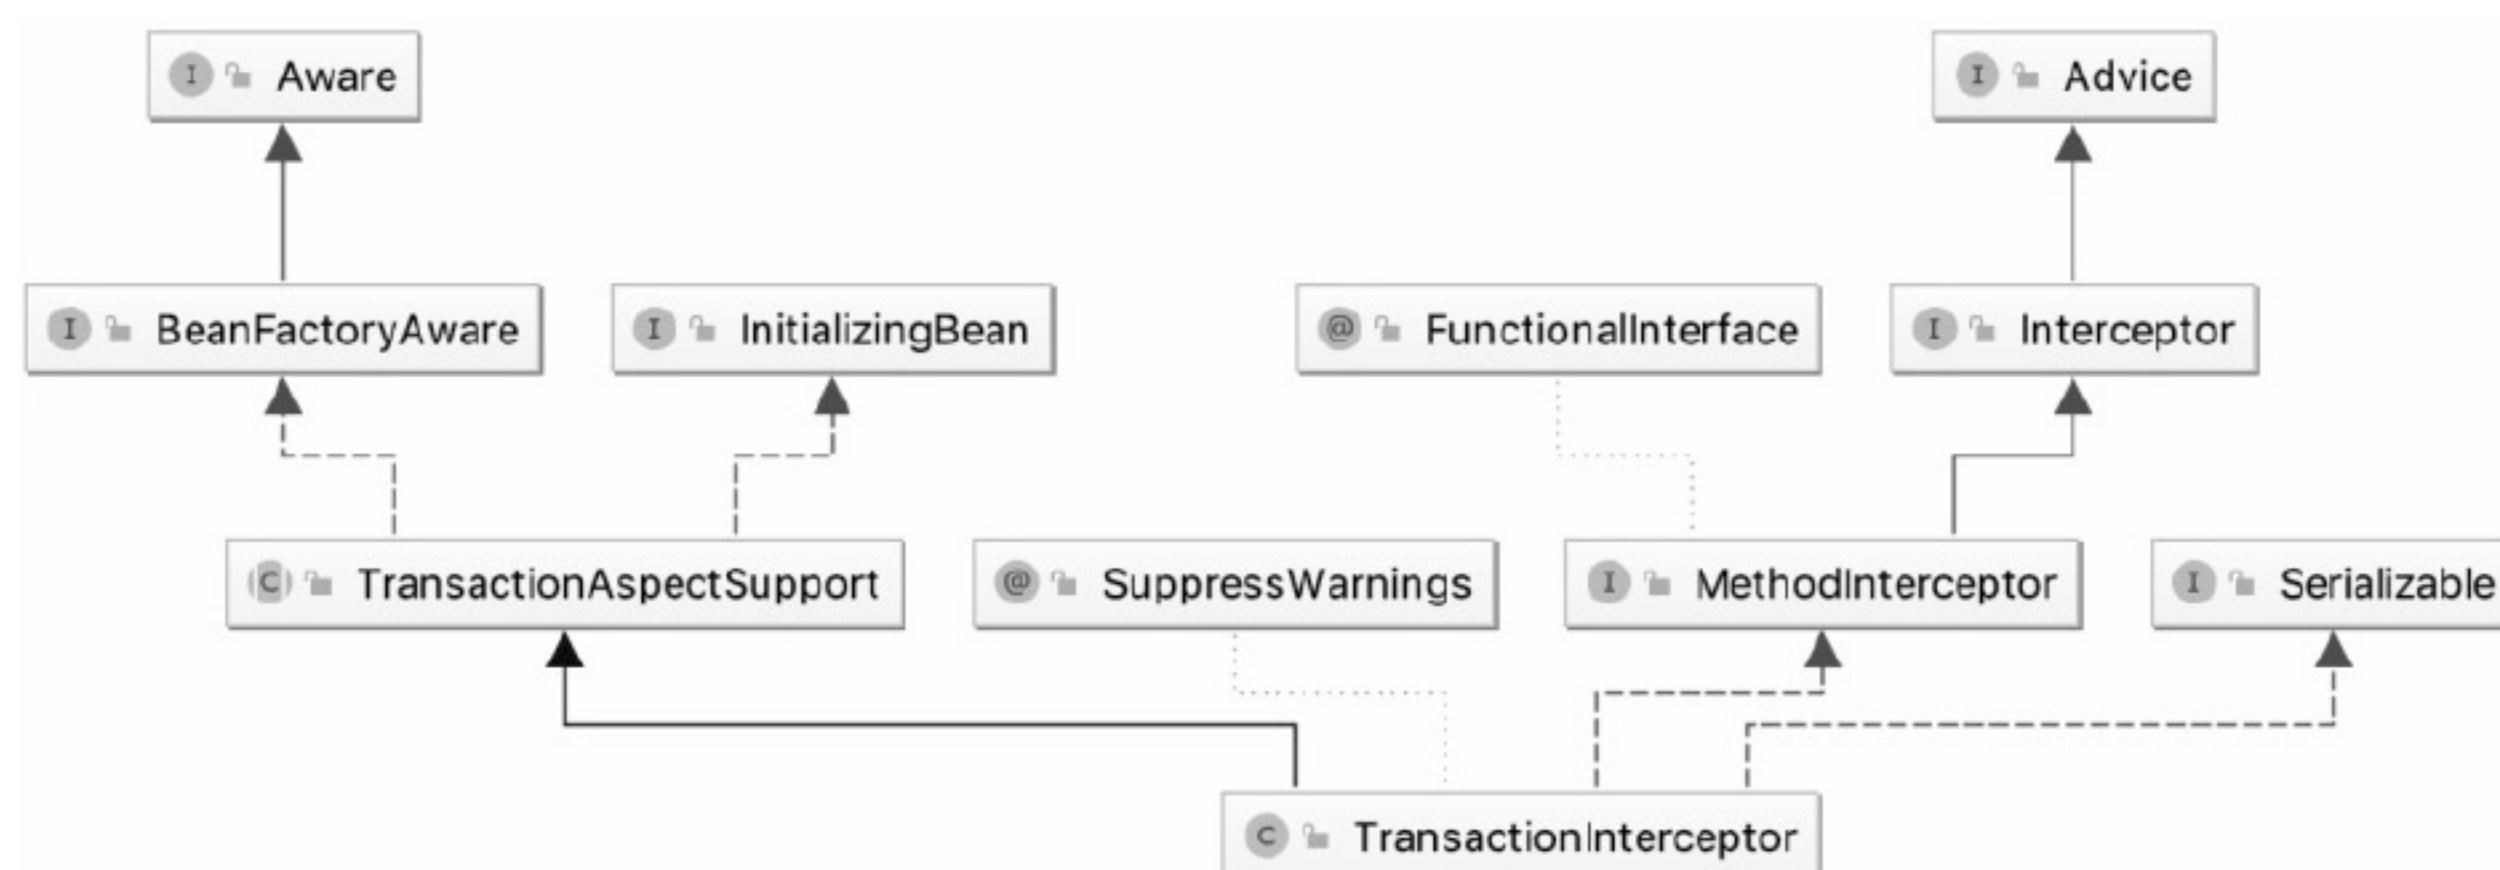 I Aware
I Advice
I BeanFactoryAware
I InitializingBean
@ FunctionalInterface
I Interceptor
C TransactionAspectSupport
@ SuppressWarnings
I MethodInterceptor
I Serializable
C TransactionInterceptor